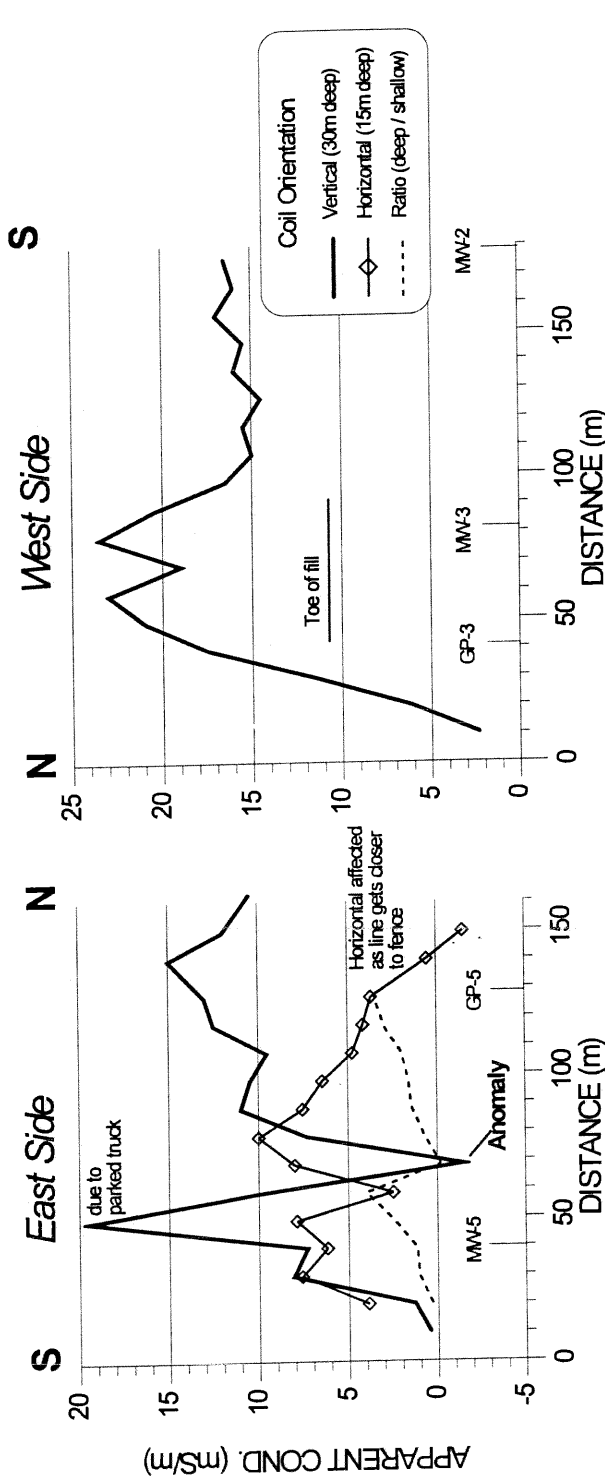 East Side
S
N
20
15
10
5
0
-5
APPARENT COND. (mS/m)
due to
parked truck
Horizontal affected
as line gets closer
to fence
MW-5
GP-5
Anomaly
0
50
100
150
DISTANCE (m)
West Side
N
S
25
20
15
10
5
0
Toe of fill
GP-3
MW-3
MW-2
0
50
100
150
DISTANCE (m)
Coil Orientation
Vertical (30m deep)
Horizontal (15m deep)
Ratio (deep / shallow)